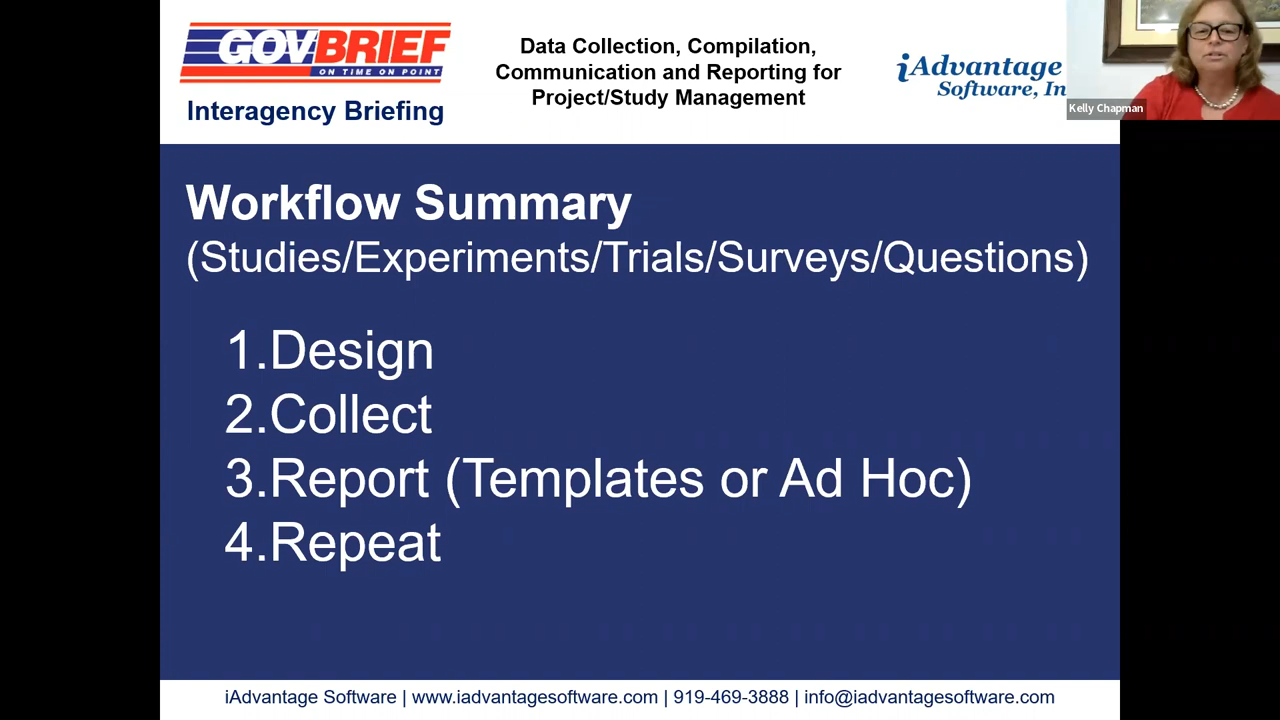 GOVBRIEF
ON TIME ON POINT
Interagency Briefing
Data Collection, Compilation,
Communication and Reporting for
Project/Study Management
iAdvantage
Software, In
Kelly Chapman
Workflow Summary
(Studies/Experiments/Trials/Surveys/Questions)
1.Design
2.Collect
3.Report (Templates or Ad Hoc)
4.Repeat
iAdvantage Software | www.iadvantagesoftware.com | 919-469-3888 | info@iadvantagesoftware.com